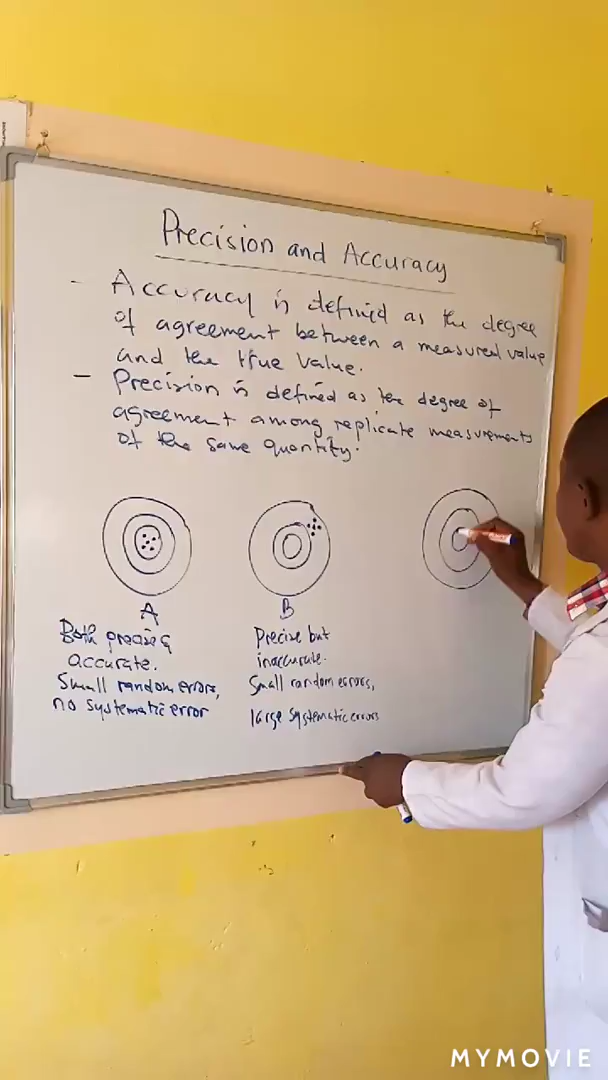 Precision and Accuracy
- Accuracy is defined as the degree
of agreement between a measured value
and the true value.
- Precision is defined as the degree of
agreement among replicate measurements
of the same quantity.
A
Both precise &
accurate.
Small random errors,
no systematic error
B
Precise but
inaccurate.
Small random errors,
large systematic errors
MYMOVIE